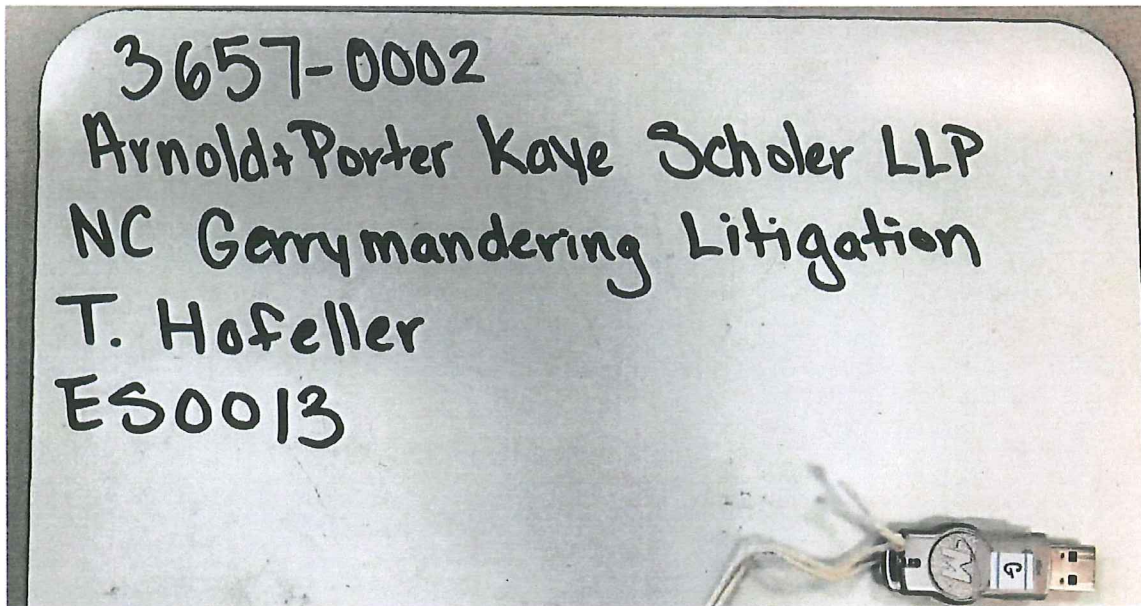 3657-0002
Arnold+Porter Kaye Scholer LLP
NC Gerrymandering Litigation
T. Hofeller
ES0013
M
G